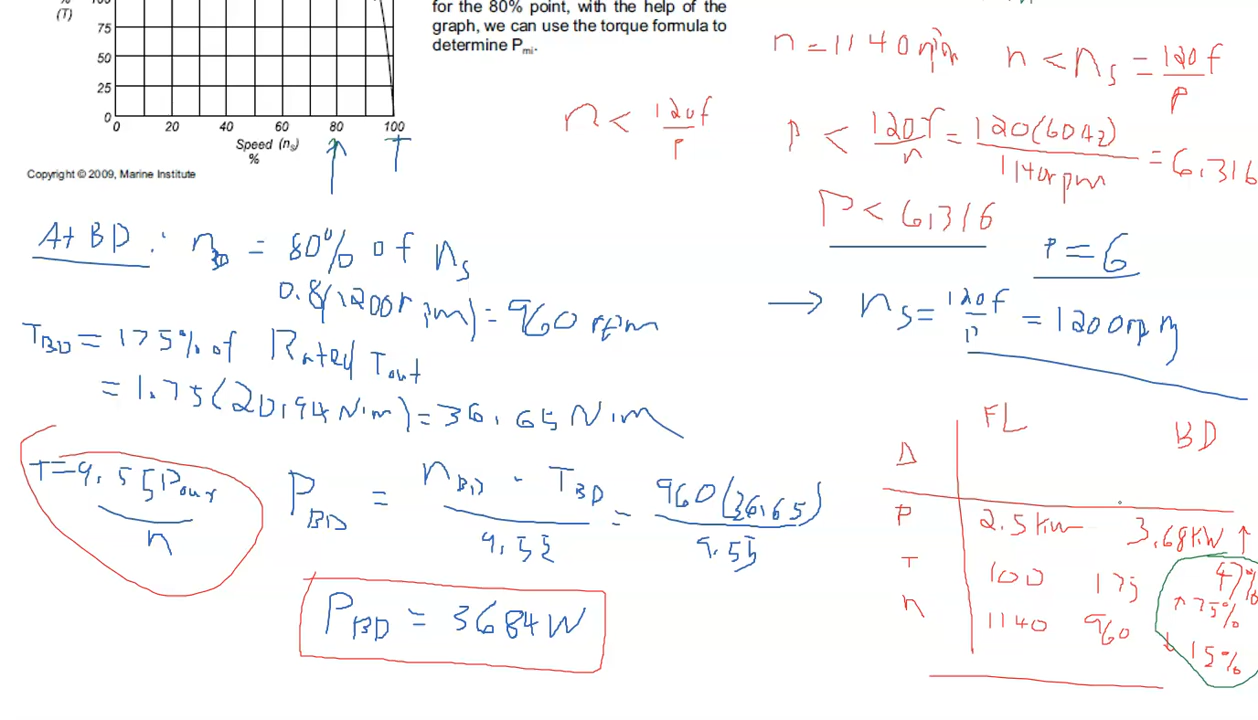 (T)
100
75
50
25
0
0 20 40 60 80 100
Speed (ns)
%
Copyright © 2009, Marine Institute
for the 80% point, with the help of the
graph, we can use the torque formula to
determine Pmi.
n = 1140 rpm
n < ns = 120f/P
n < 120f/P
P < 120f/n = 120(60Hz)/1140rpm = 6.316
P < 6.316
P = 6
→ ns = 120f/P = 1200rpm
At BD : nBD = 80% of ns
0.8(1200rpm) = 960 rpm
TBD = 175% of Rated Tout
= 1.75(20.94 N.m) = 36.65 N.m
T = 9.55 Pout/n
PBD = nBD · TBD/9.55 = 960(36.65)/9.55
PBD = 3684W
FL BD
Δ
P 2.5kw 3.68KW ↑
47%
T 100 175 ↑75%
n 1140 960 ↓ 15%